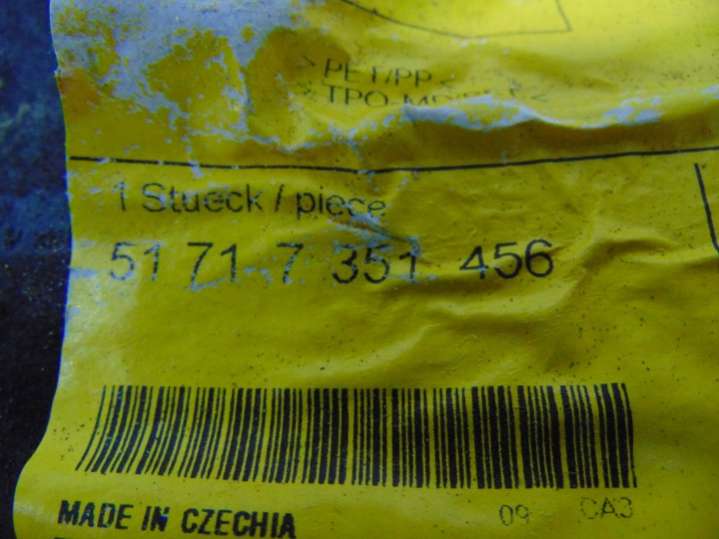 >PET/PP<
1 Stueck / piece
51 71 7 351 456
MADE IN CZECHIA
09 CA3